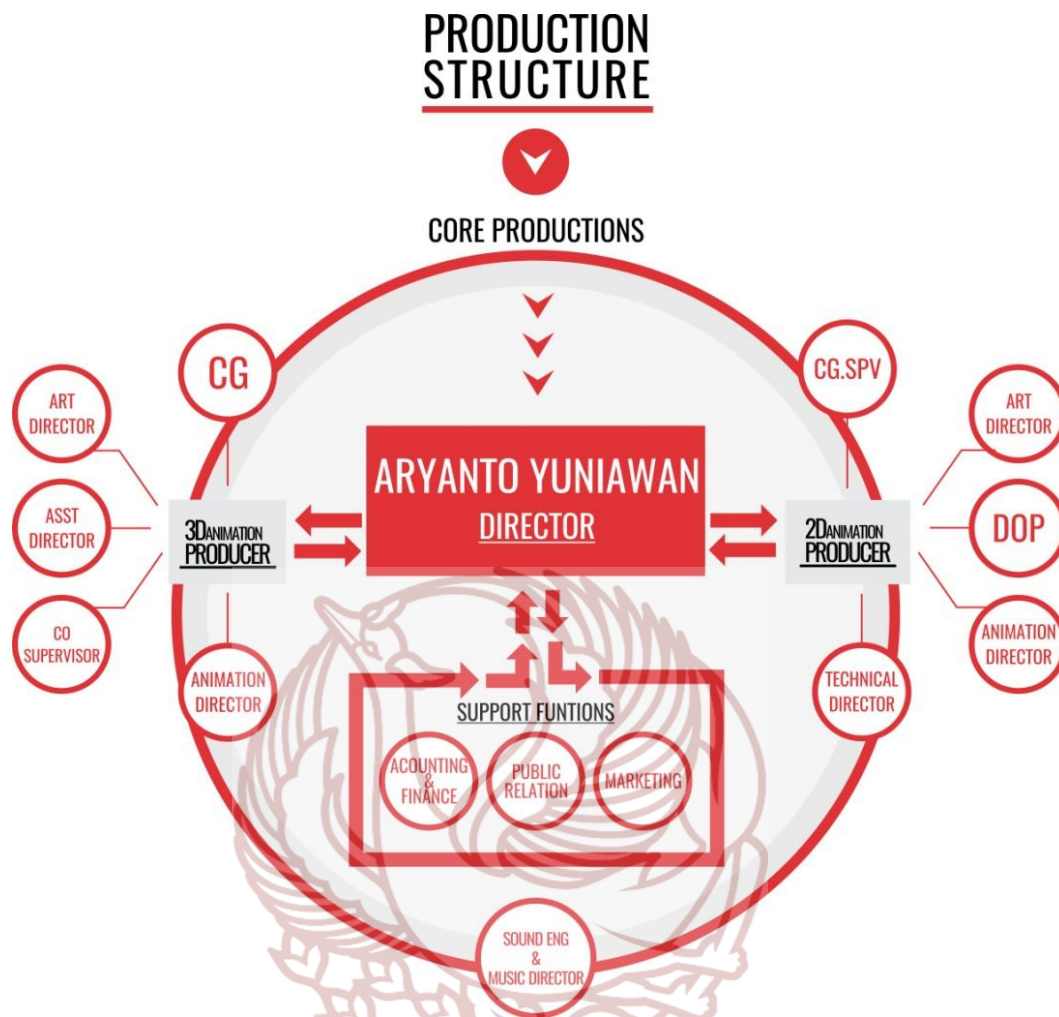 PRODUCTION
STRUCTURE
CORE PRODUCTIONS
CG
CG.SPV
ART
DIRECTOR
ASST
DIRECTOR
CO
SUPERVISOR
3DANIMATION
PRODUCER
ANIMATION
DIRECTOR
ARYANTO YUNIAWAN
DIRECTOR
2DANIMATION
PRODUCER
TECHNICAL
DIRECTOR
ART
DIRECTOR
DOP
ANIMATION
DIRECTOR
SUPPORT FUNTIONS
ACOUNTING
&
FINANCE
PUBLIC
RELATION
MARKETING
SOUND ENG
&
MUSIC DIRECTOR